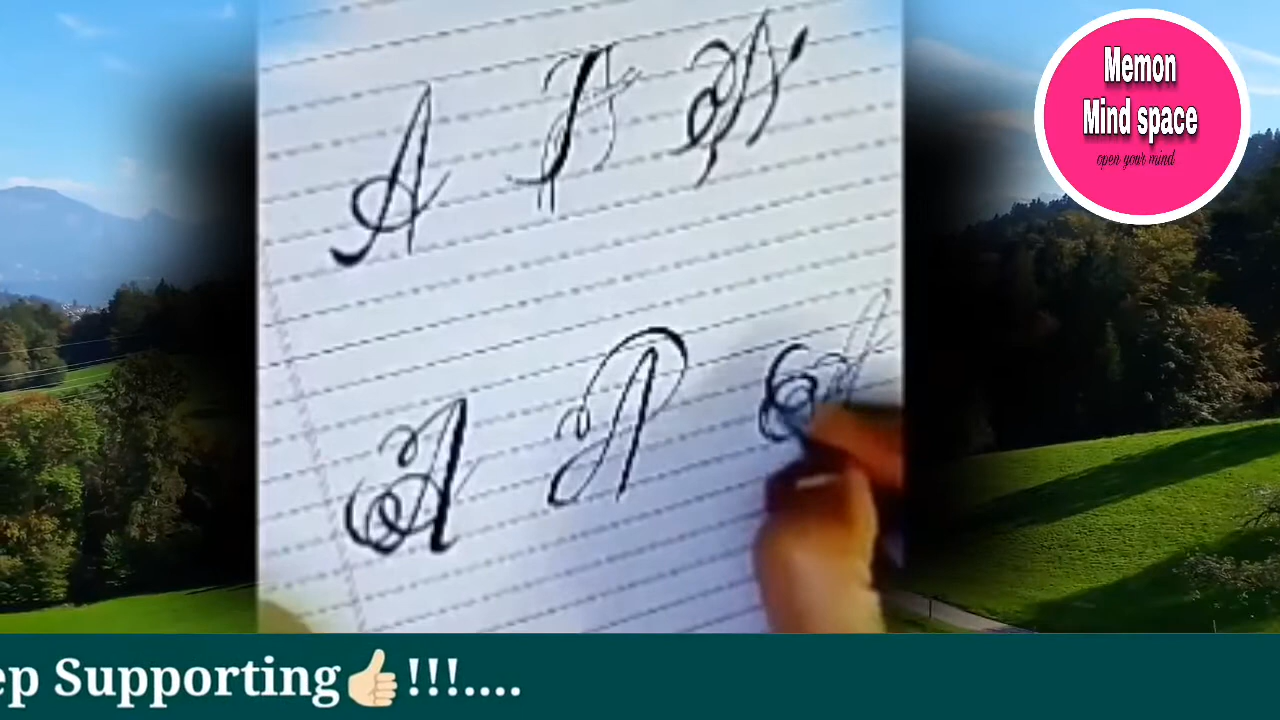 Memon
Mind space
open your mind
A A A
A A A
ep Supporting👍🏻!!!....